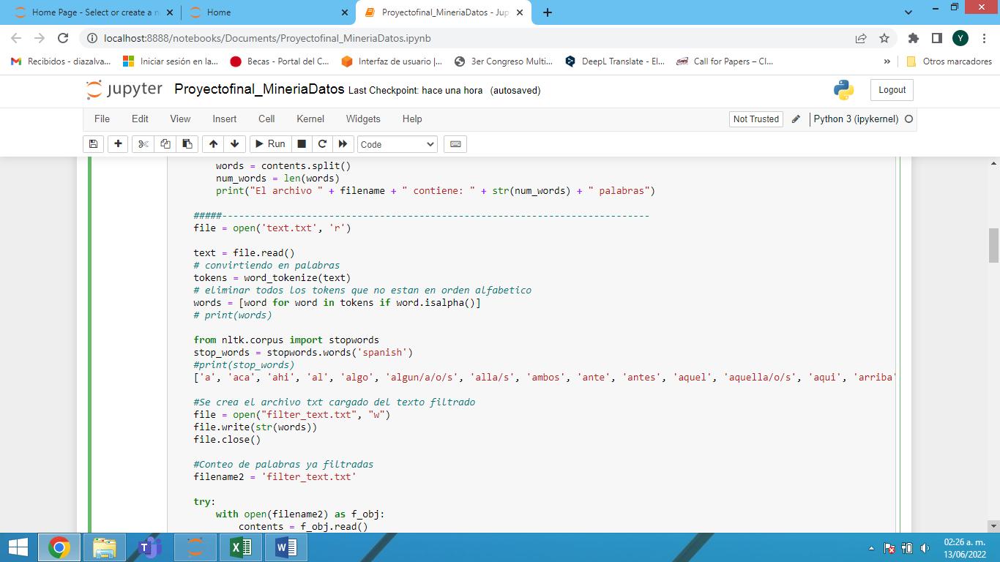 Home Page - Select or create a n
Home
Proyectofinal_MineriaDatos - Jup
localhost:8888/notebooks/Documents/Proyectofinal_MineriaDatos.ipynb
Y
Recibidos - diazalva...
Iniciar sesión en la...
Becas - Portal del C...
Interfaz de usuario |...
3er Congreso Multi...
DeepL Translate - El...
Call for Papers – Cl...
»
Otros marcadores
jupyter Proyectofinal_MineriaDatos Last Checkpoint: hace una hora (autosaved)
Logout
File Edit View Insert Cell Kernel Widgets Help
Not Trusted
Python 3 (ipykernel)
Run
Code
words = contents.split()
num_words = len(words)
print("El archivo " + filename + " contiene: " + str(num_words) + " palabras")
#####----------------------------------------------------------------------------
file = open('text.txt', 'r')
text = file.read()
# convirtiendo en palabras
tokens = word_tokenize(text)
# eliminar todos los tokens que no estan en orden alfabetico
words = [word for word in tokens if word.isalpha()]
# print(words)
from nltk.corpus import stopwords
stop_words = stopwords.words('spanish')
#print(stop_words)
['a', 'aca', 'ahi', 'al', 'algo', 'algun/a/o/s', 'alla/s', 'ambos', 'ante', 'antes', 'aquel', 'aquella/o/s', 'aqui', 'arriba'
#Se crea el archivo txt cargado del texto filtrado
file = open("filter_text.txt", "w")
file.write(str(words))
file.close()
#Conteo de palabras ya filtradas
filename2 = 'filter_text.txt'
try:
with open(filename2) as f_obj:
contents = f_obj.read()
02:26 a. m.
13/06/2022